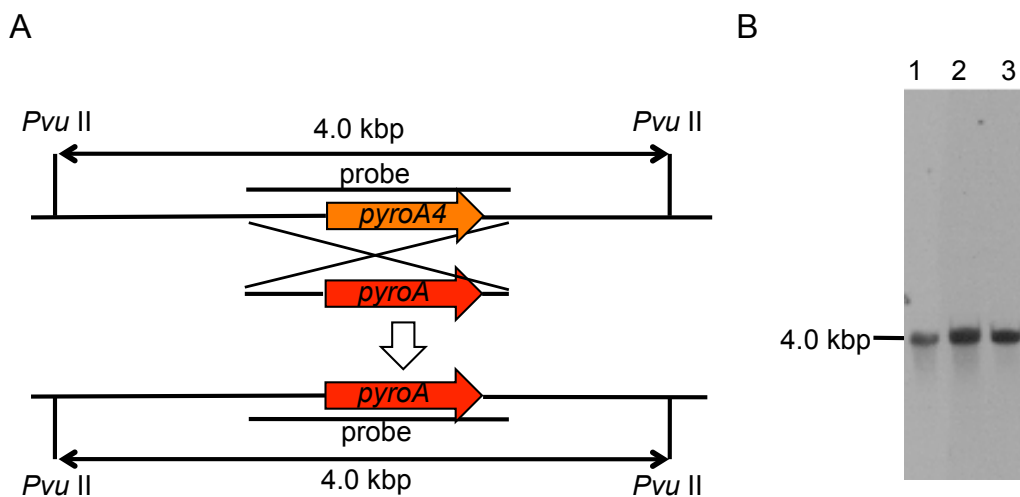 A
B
Pvu II
4.0 kbp
Pvu II
probe
pyroA4
pyroA
pyroA
probe
Pvu II
4.0 kbp
Pvu II
1 2 3
4.0 kbp